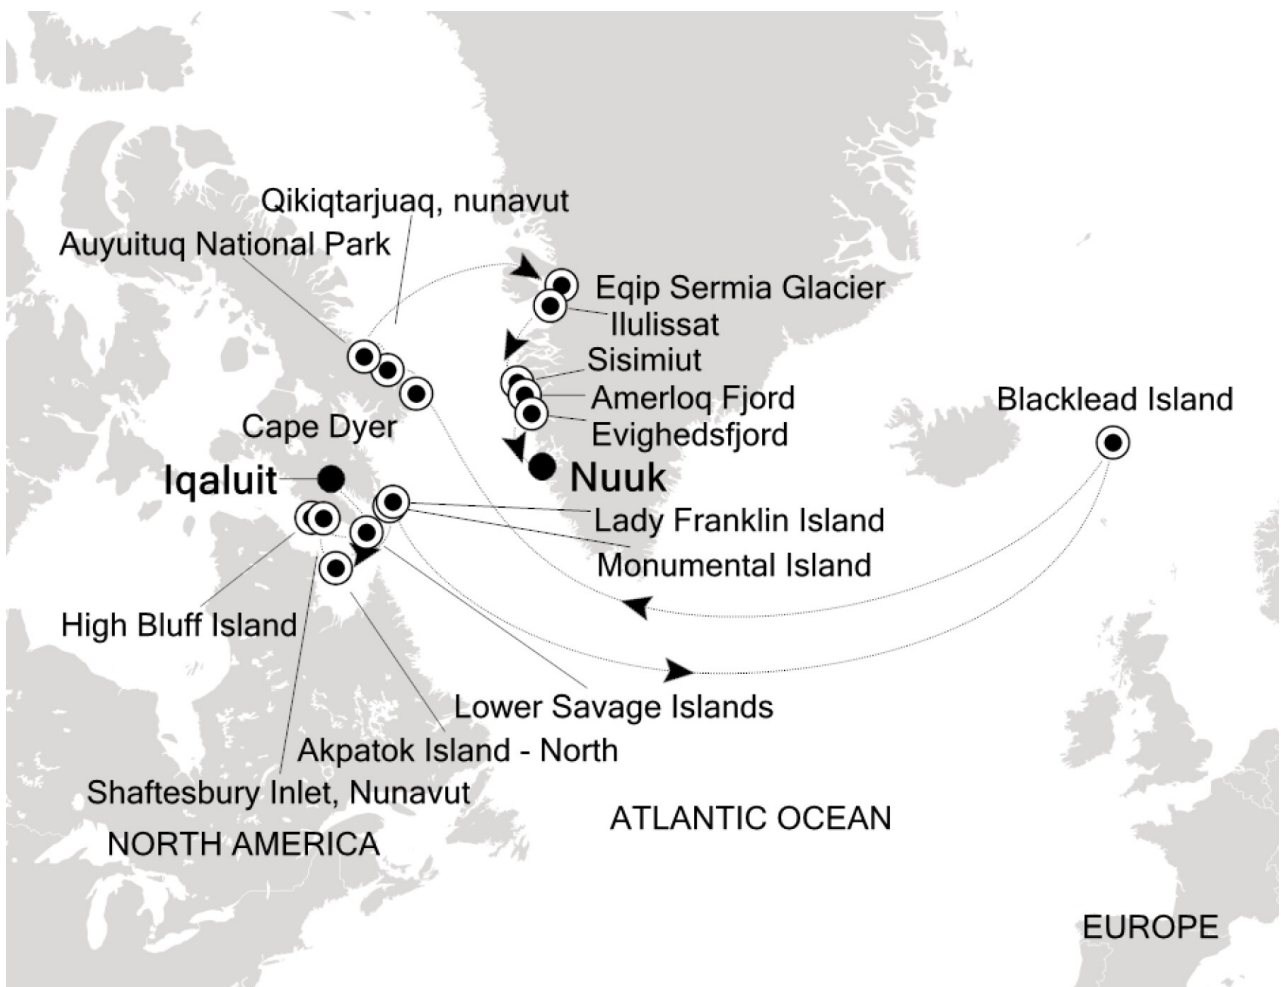 Qikiqtarjuaq, nunavut
Auyuituq National Park
Eqip Sermia Glacier
Ilulissat
Sisimiut
Amerloq Fjord
Blacklead Island
Cape Dyer
Evighedsfjord
Iqaluit
Nuuk
Lady Franklin Island
Monumental Island
High Bluff Island
Lower Savage Islands
Akpatok Island - North
Shaftesbury Inlet, Nunavut
ATLANTIC OCEAN
NORTH AMERICA
EUROPE